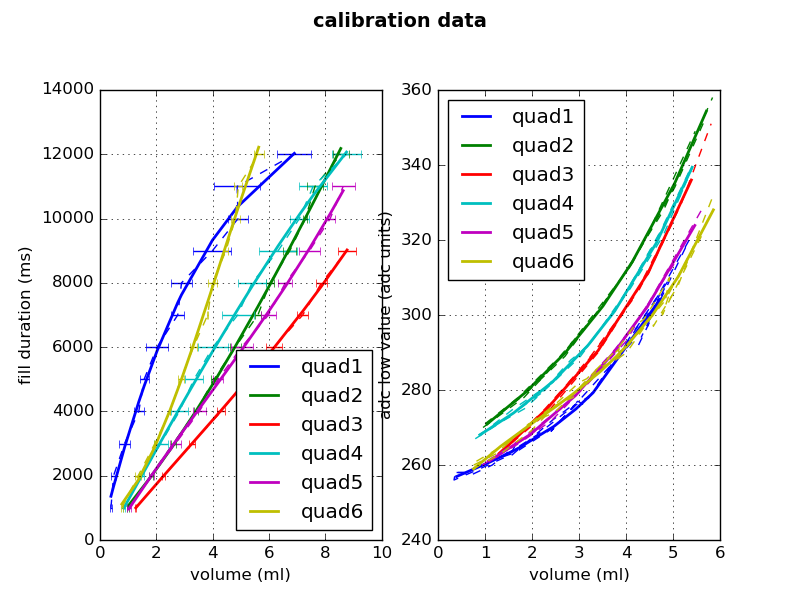 calibration data
fill duration (ms)
14000
12000
10000
8000
6000
4000
2000
0
0 2 4 6 8 10
volume (ml)
quad1
quad2
quad3
quad4
quad5
quad6
adc low value (adc units)
360
340
320
300
280
260
240
0 1 2 3 4 5 6
volume (ml)
quad1
quad2
quad3
quad4
quad5
quad6